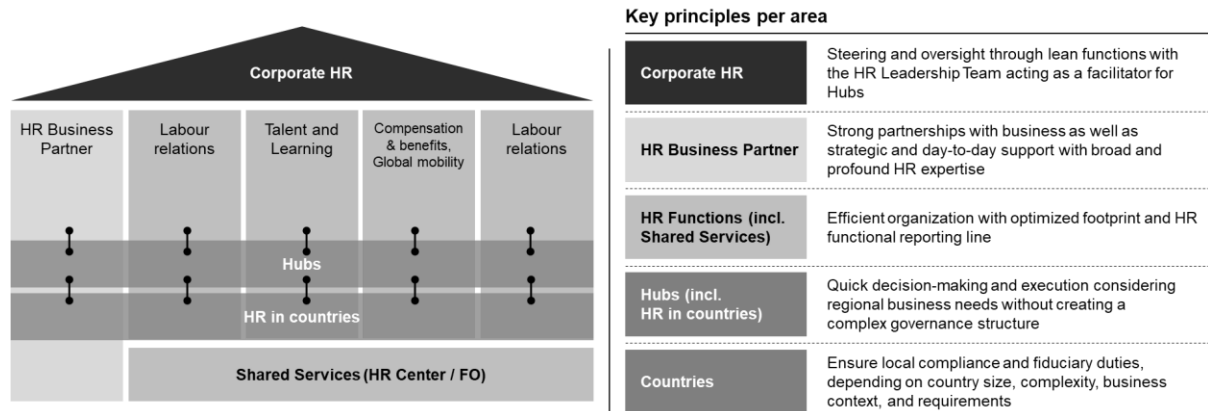 Corporate HR
HR Business
Partner
Labour
relations
Talent and
Learning
Compensation
& benefits,
Global mobility
Labour
relations
Hubs
HR in countries
Shared Services (HR Center / FO)
Key principles per area
Corporate HR
Steering and oversight through lean functions with
the HR Leadership Team acting as a facilitator for
Hubs
HR Business Partner
Strong partnerships with business as well as
strategic and day-to-day support with broad and
profound HR expertise
HR Functions (incl.
Shared Services)
Efficient organization with optimized footprint and HR
functional reporting line
Hubs (incl.
HR in countries)
Quick decision-making and execution considering
regional business needs without creating a
complex governance structure
Countries
Ensure local compliance and fiduciary duties,
depending on country size, complexity, business
context, and requirements